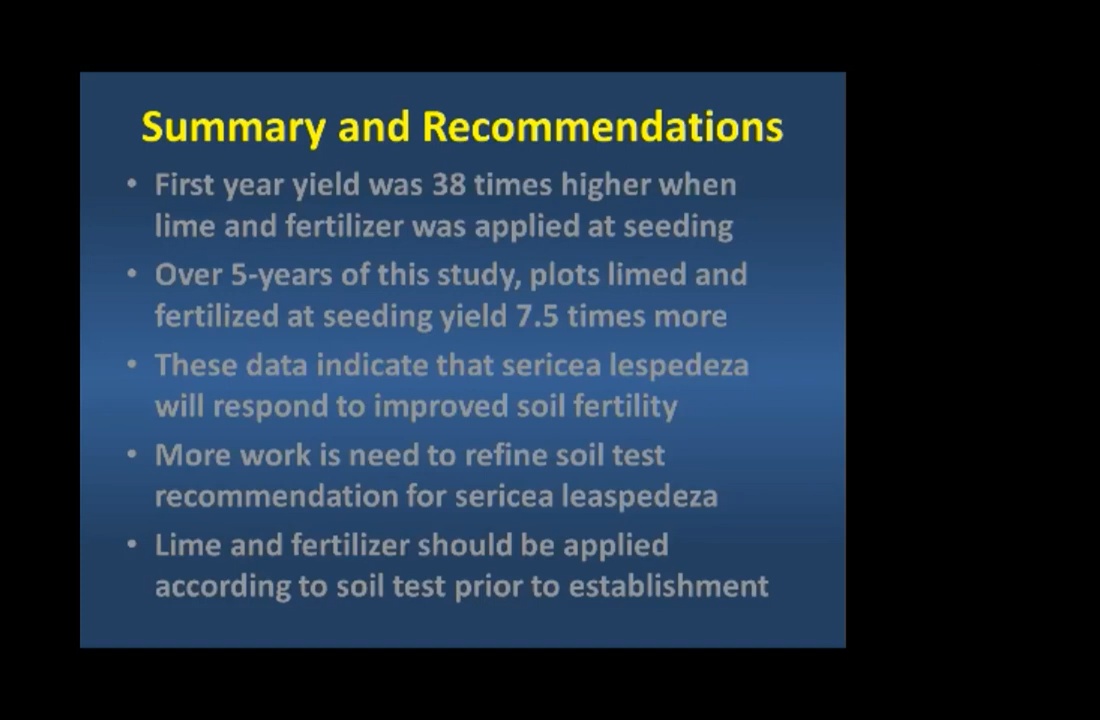 Summary and Recommendations
• First year yield was 38 times higher when
lime and fertilizer was applied at seeding
• Over 5-years of this study, plots limed and
fertilized at seeding yield 7.5 times more
• These data indicate that sericea lespedeza
will respond to improved soil fertility
• More work is need to refine soil test
recommendation for sericea leaspedeza
• Lime and fertilizer should be applied
according to soil test prior to establishment